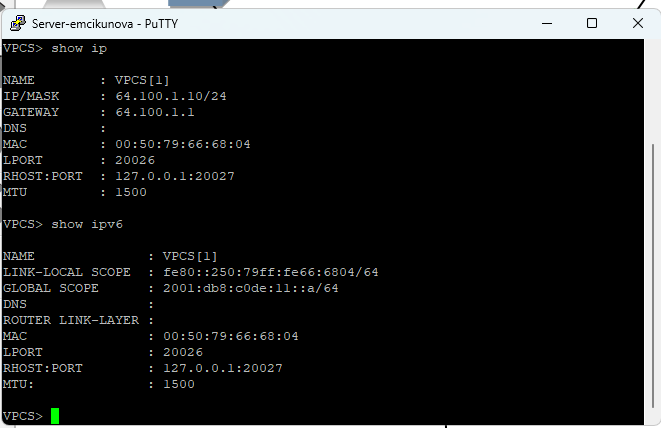 Server-emcikunova - PuTTY
VPCS> show ip
NAME : VPCS[1]
IP/MASK : 64.100.1.10/24
GATEWAY : 64.100.1.1
DNS :
MAC : 00:50:79:66:68:04
LPORT : 20026
RHOST:PORT : 127.0.0.1:20027
MTU : 1500
VPCS> show ipv6
NAME : VPCS[1]
LINK-LOCAL SCOPE : fe80::250:79ff:fe66:6804/64
GLOBAL SCOPE : 2001:db8:c0de:11::a/64
DNS :
ROUTER LINK-LAYER :
MAC : 00:50:79:66:68:04
LPORT : 20026
RHOST:PORT : 127.0.0.1:20027
MTU: : 1500
VPCS>